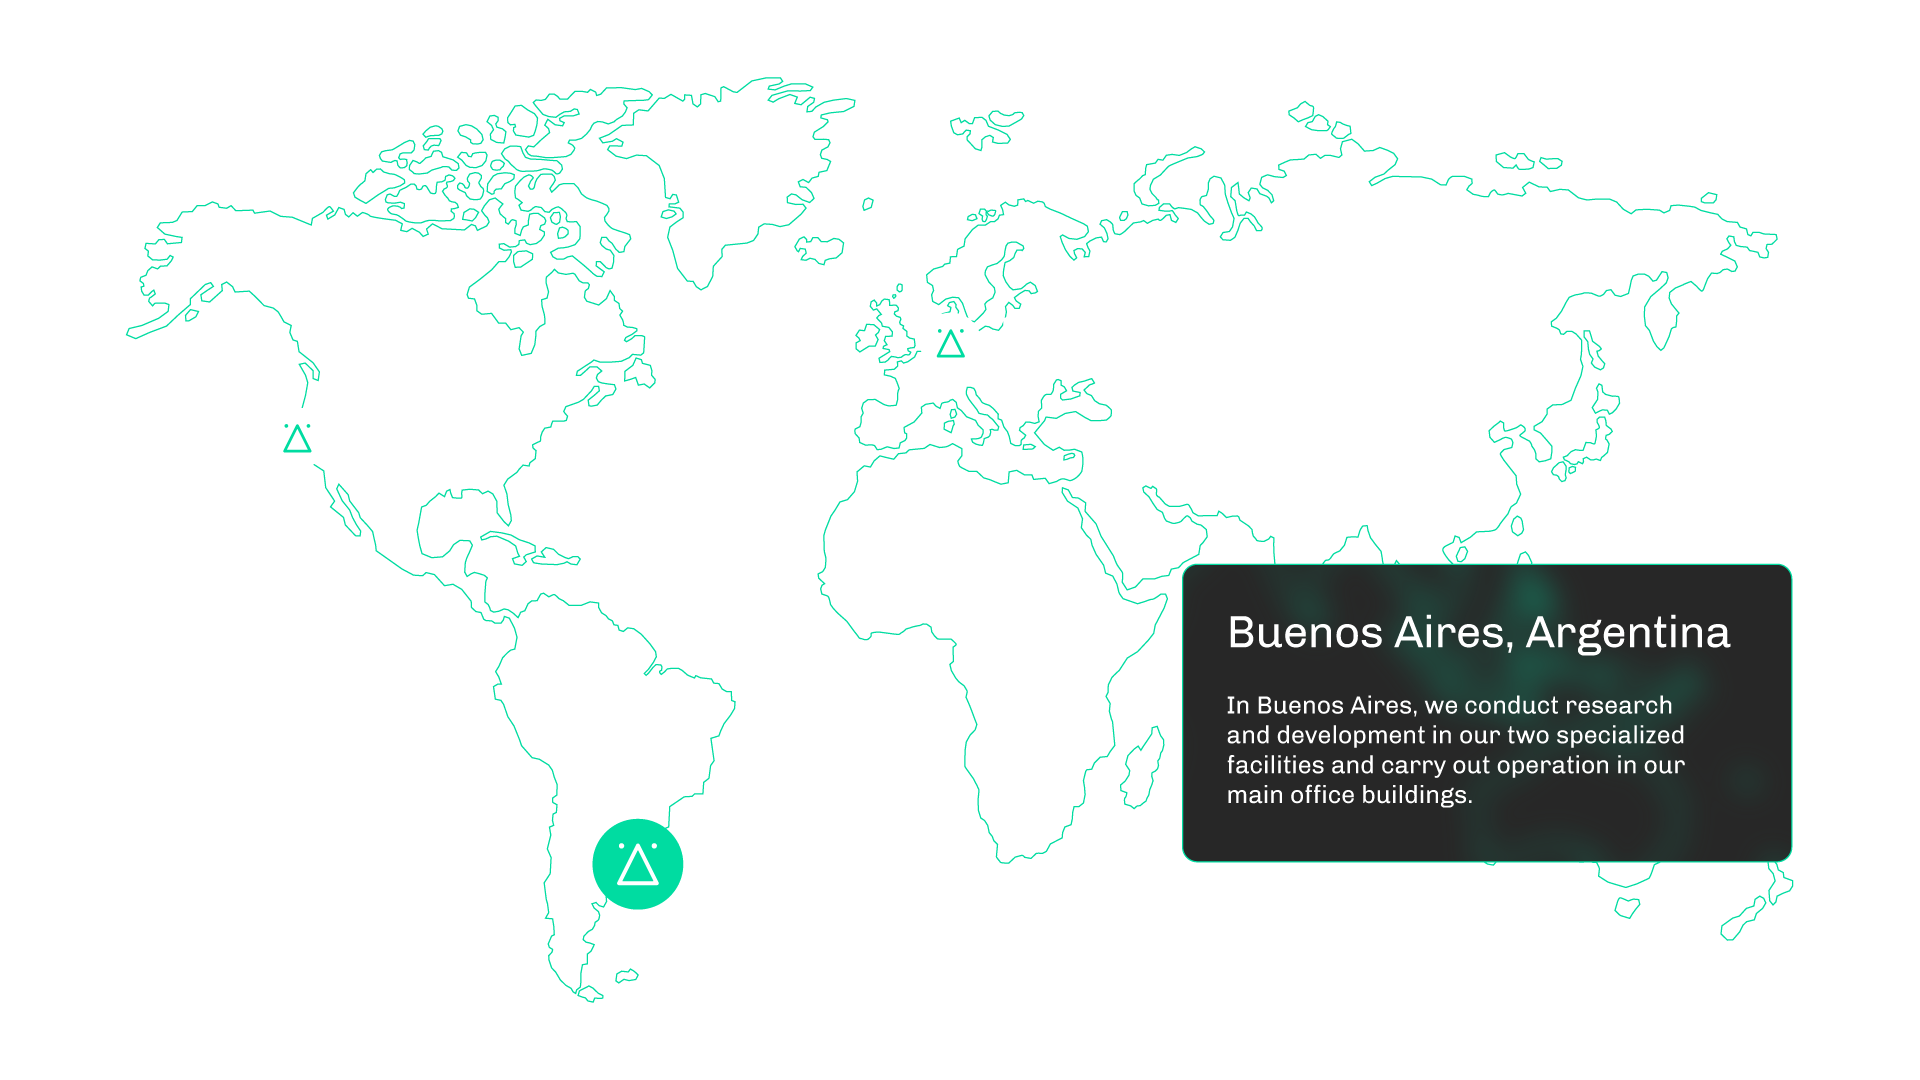 Buenos Aires, Argentina
In Buenos Aires, we conduct research
and development in our two specialized
facilities and carry out operation in our
main office buildings.